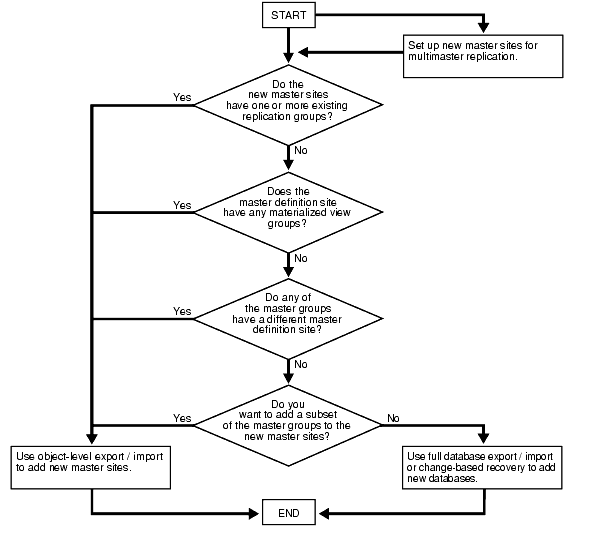 START
Set up new master sites for
multimaster replication.
Do the
new master sites
have one or more existing
replication groups?
Yes
No
Does the
master definition site
have any materialized view
groups?
Yes
No
Do any of
the master groups
have a different master
definition site?
Yes
No
Do you
want to add a subset
of the master groups to the
new master sites?
Yes
No
Use object-level export / import
to add new master sites.
Use full database export / import
or change-based recovery to add
new databases.
END